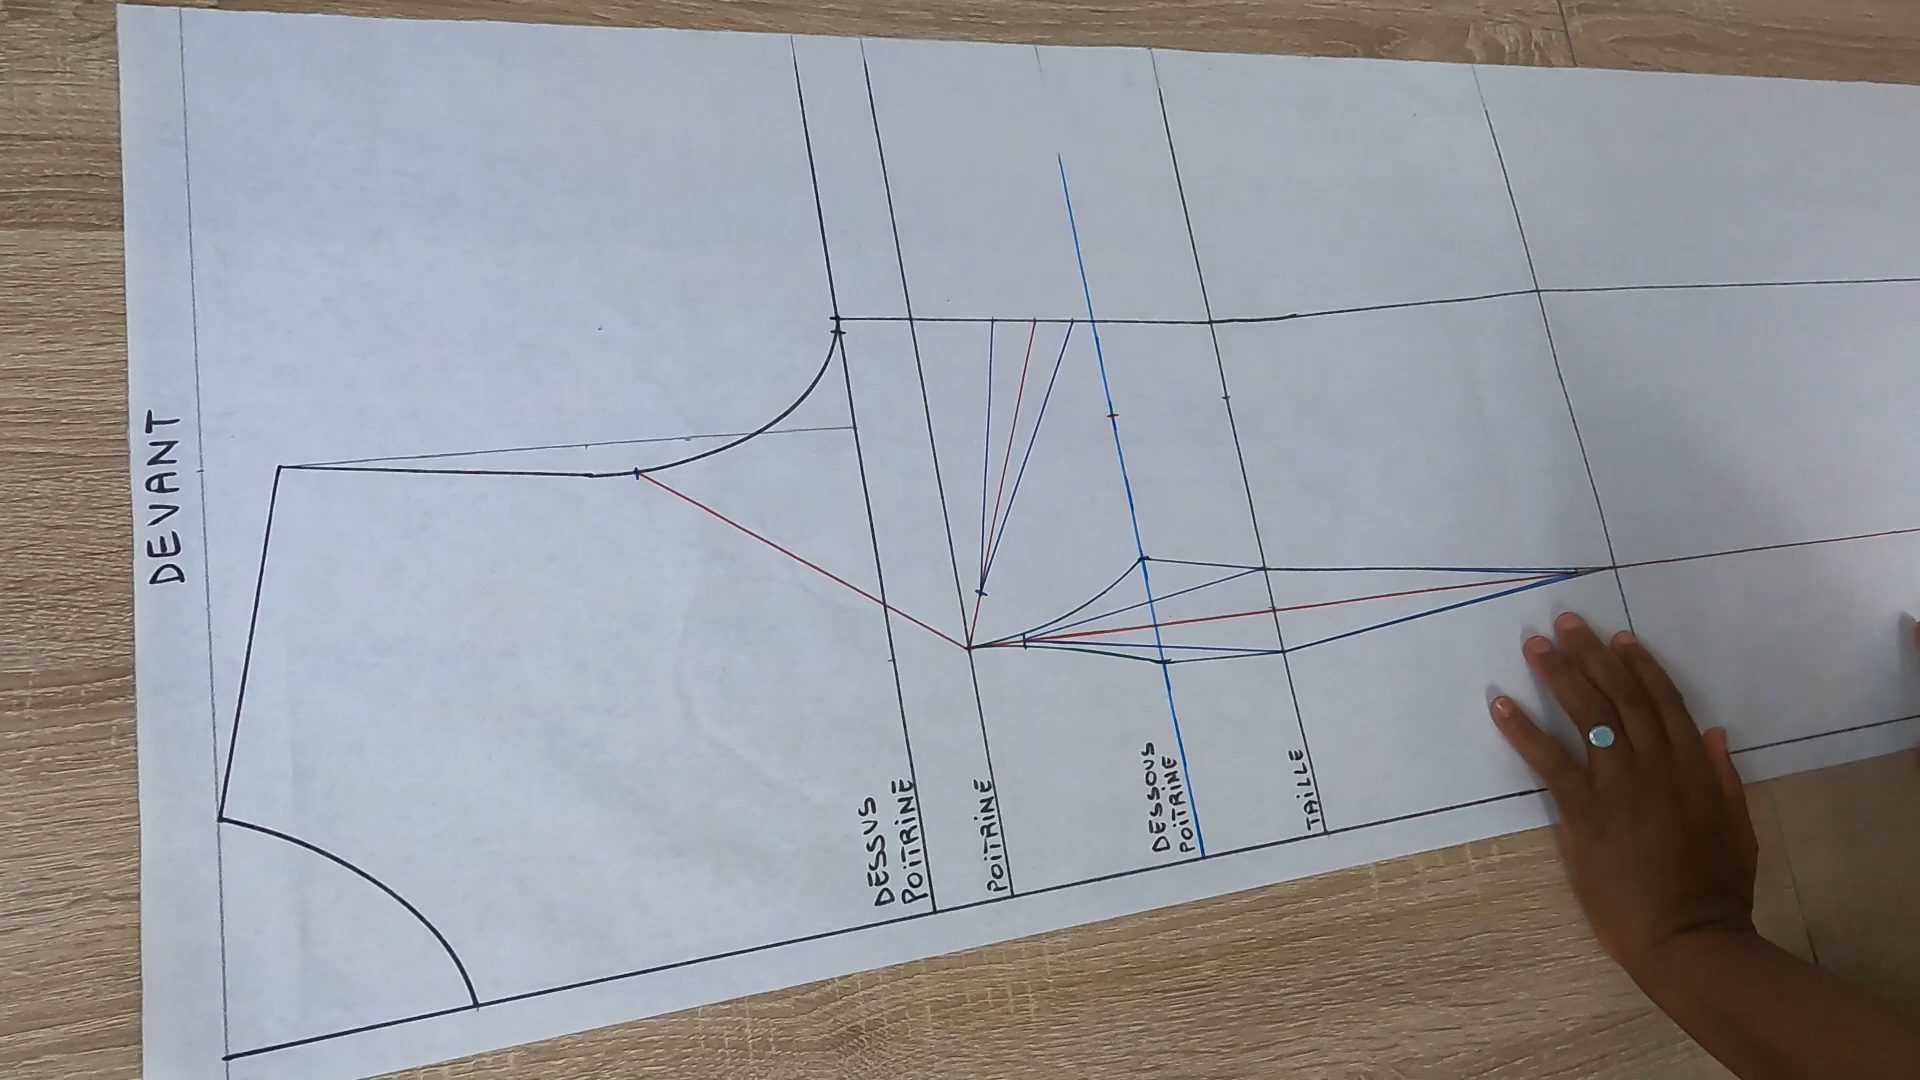 DEVANT
DESSUS
POiTRiNE
POiTRiNE
DESSOUS
POiTRiNE
TAiLLE